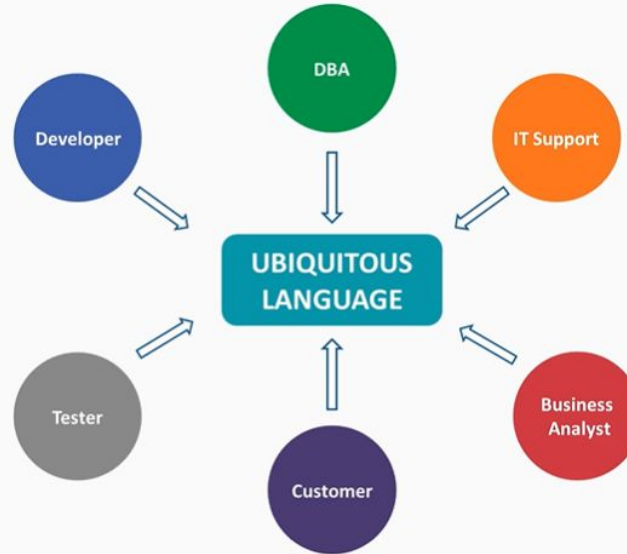 DBA
Developer
IT Support
UBIQUITOUS
LANGUAGE
Tester
Business
Analyst
Customer